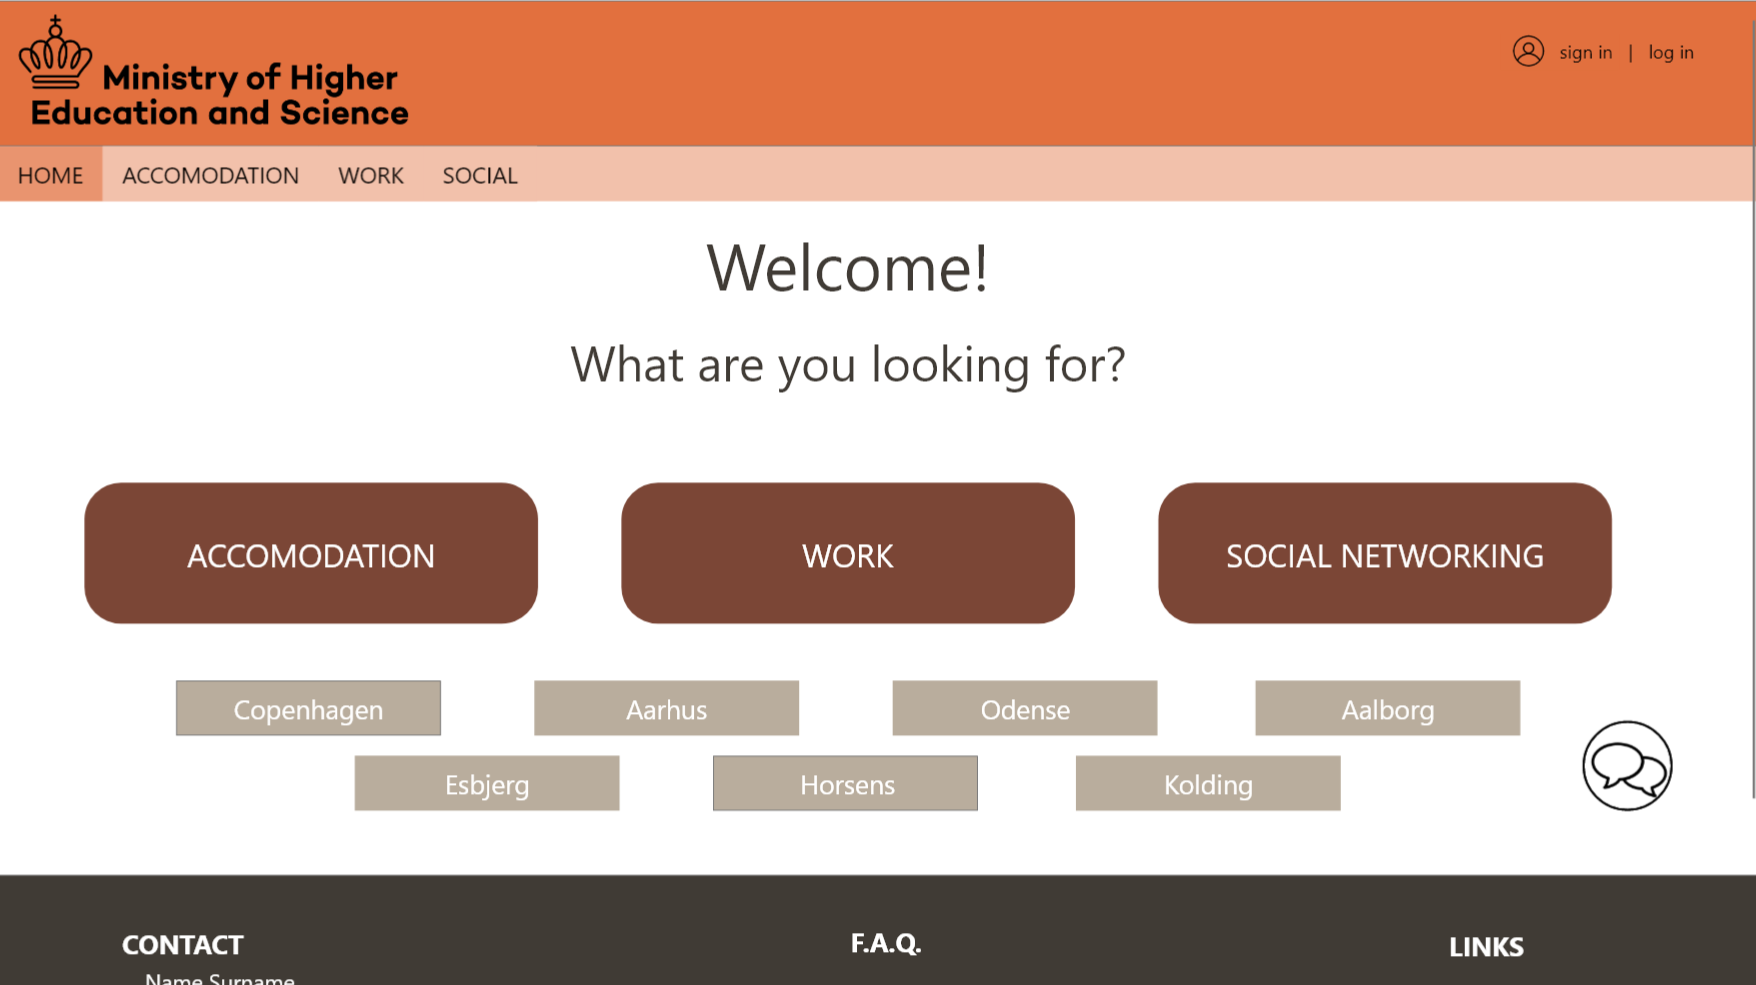 Ministry of Higher
Education and Science
sign in | log in
HOME ACCOMODATION WORK SOCIAL
Welcome!
What are you looking for?
ACCOMODATION WORK SOCIAL NETWORKING
Copenhagen Aarhus Odense Aalborg
Esbjerg Horsens Kolding
CONTACT F.A.Q. LINKS
Name Surname